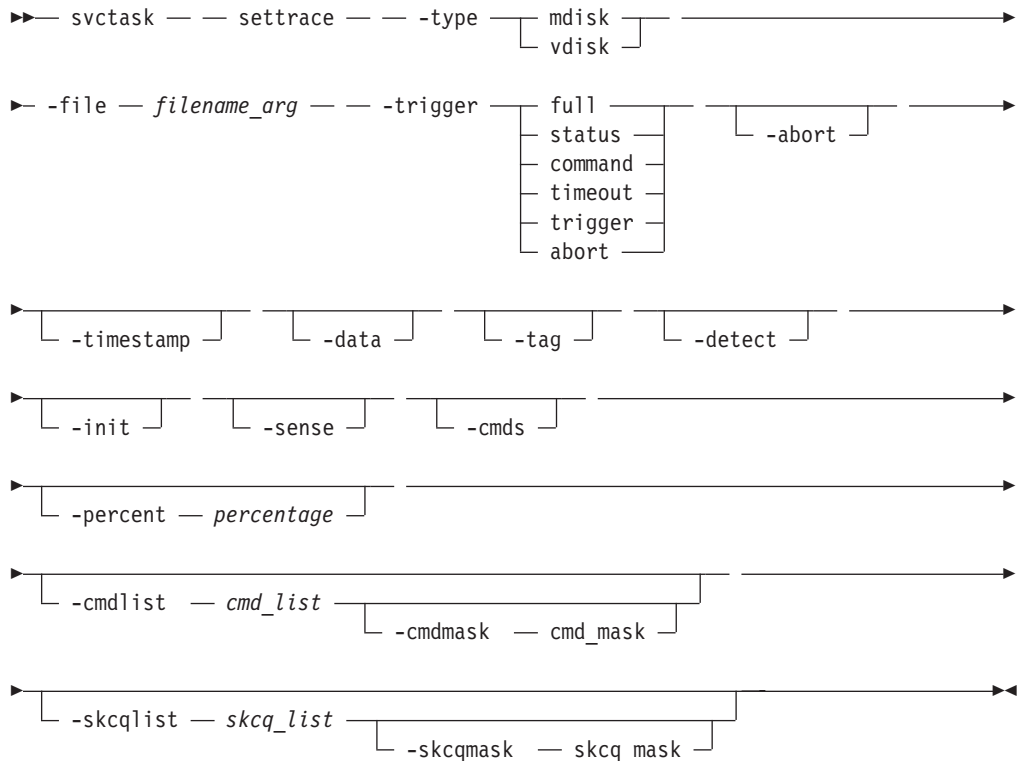 svctask settrace -type mdisk
vdisk
-file filename_arg -trigger full
status -abort
command
timeout
trigger
abort
-timestamp -data -tag -detect
-init -sense -cmds
-percent percentage
-cmdlist cmd_list
-cmdmask cmd_mask
-skcqlist skcq_list
-skcqmask skcq mask